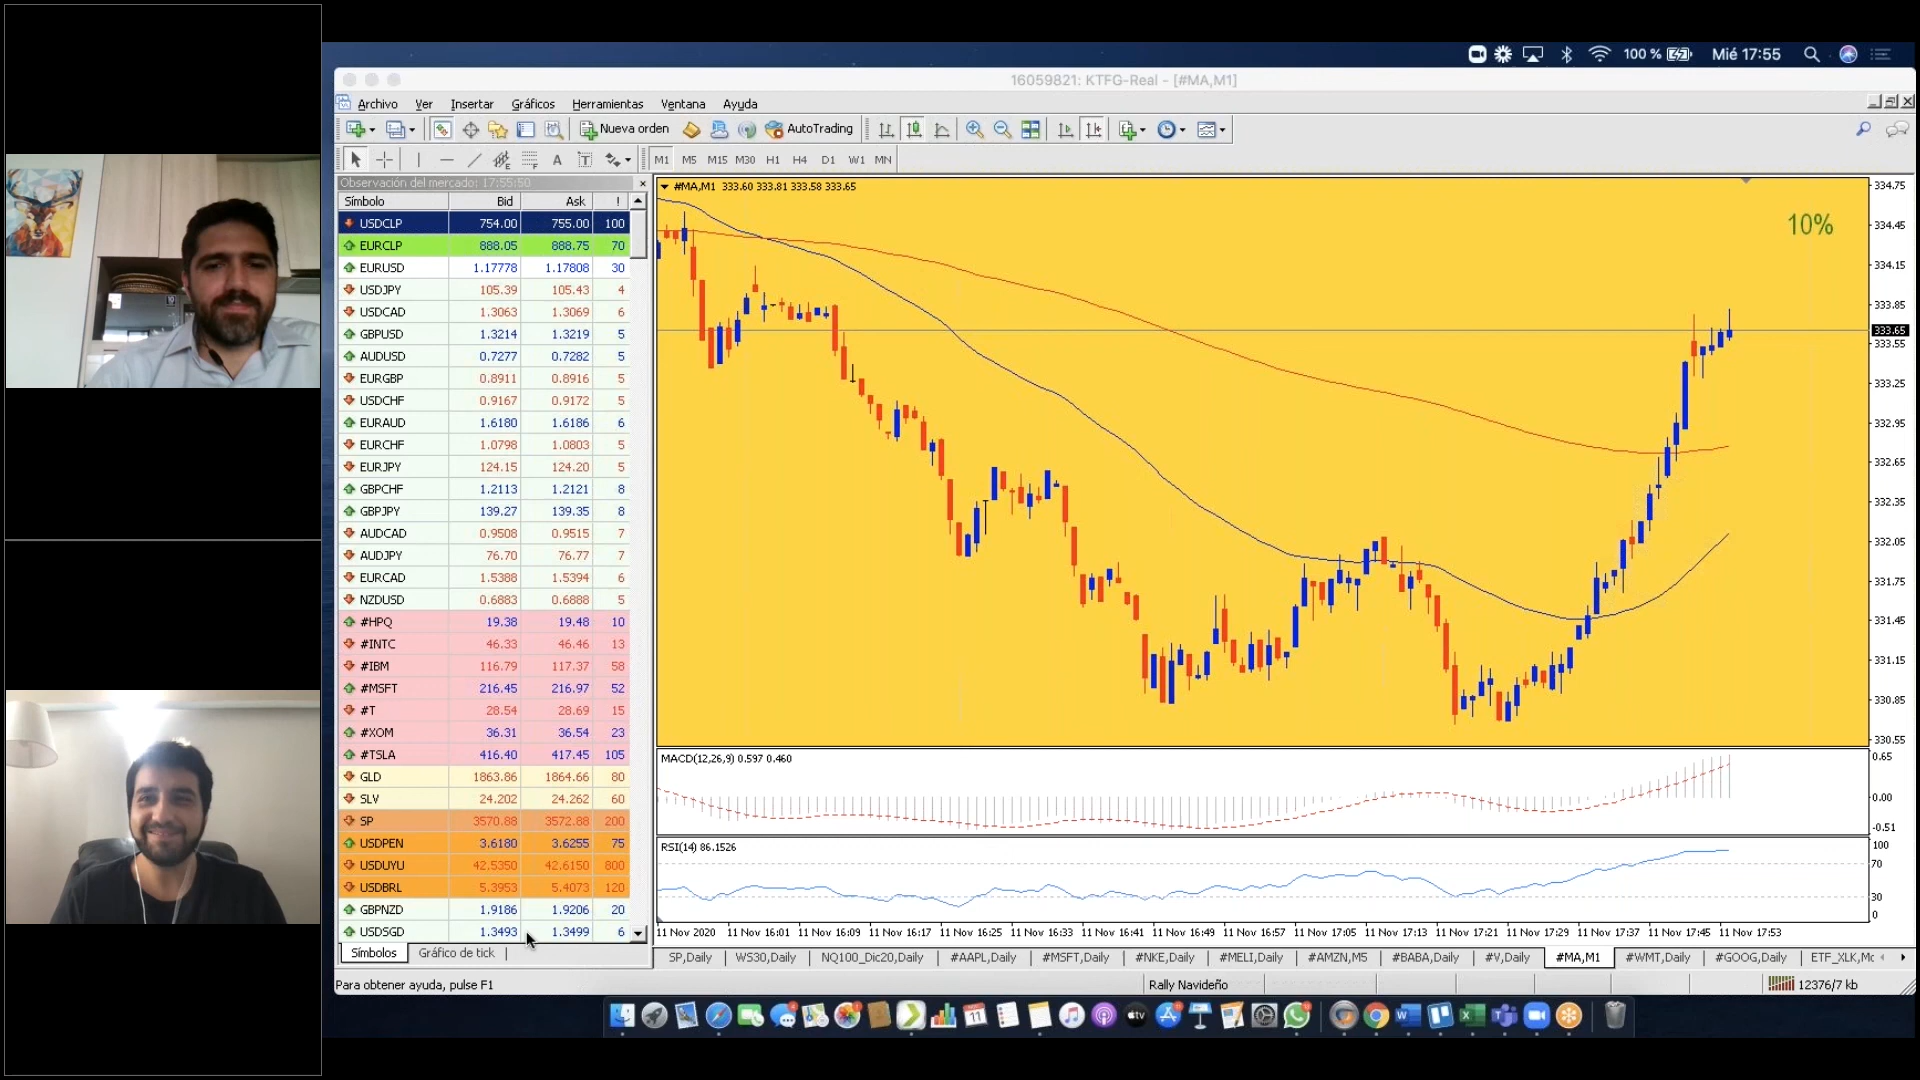 100 % Mié 17:55
16059821: KTFG-Real - [#MA,M1]
Archivo Ver Insertar Gráficos Herramientas Ventana Ayuda
Nueva orden AutoTrading
A T M1 M5 M15 M30 H1 H4 D1 W1 MN
Observación del mercado: 17:55:50
Símbolo Bid Ask !
USDCLP 754.00 755.00 100
EURCLP 888.05 888.75 70
EURUSD 1.17778 1.17808 30
USDJPY 105.39 105.43 4
USDCAD 1.3063 1.3069 6
GBPUSD 1.3214 1.3219 5
AUDUSD 0.7277 0.7282 5
EURGBP 0.8911 0.8916 5
USDCHF 0.9167 0.9172 5
EURAUD 1.6180 1.6186 6
EURCHF 1.0798 1.0803 5
EURJPY 124.15 124.20 5
GBPCHF 1.2113 1.2121 8
GBPJPY 139.27 139.35 8
AUDCAD 0.9508 0.9515 7
AUDJPY 76.70 76.77 7
EURCAD 1.5388 1.5394 6
NZDUSD 0.6883 0.6888 5
#HPQ 19.38 19.48 10
#INTC 46.33 46.46 13
#IBM 116.79 117.37 58
#MSFT 216.45 216.97 52
#T 28.54 28.69 15
#XOM 36.31 36.54 23
#TSLA 416.40 417.45 105
GLD 1863.86 1864.66 80
SLV 24.202 24.262 60
SP 3570.88 3572.88 200
USDPEN 3.6180 3.6255 75
USDUYU 42.5350 42.6150 800
USDBRL 5.3953 5.4073 120
GBPNZD 1.9186 1.9206 20
USDSGD 1.3493 1.3499 6
Símbolos Gráfico de tick
#MA,M1 333.60 333.81 333.58 333.65
10%
334.75
334.45
334.15
333.85
333.65
333.55
333.25
332.95
332.65
332.35
332.05
331.75
331.45
331.15
330.85
330.55
MACD(12,26,9) 0.597 0.460
0.65
0.00
-0.51
RSI(14) 86.1526
100
70
30
0
11 Nov 2020 11 Nov 16:01 11 Nov 16:09 11 Nov 16:17 11 Nov 16:25 11 Nov 16:33 11 Nov 16:41 11 Nov 16:49 11 Nov 16:57 11 Nov 17:05 11 Nov 17:13 11 Nov 17:21 11 Nov 17:29 11 Nov 17:37 11 Nov 17:45 11 Nov 17:53
SP,Daily WS30,Daily NQ100_Dic20,Daily #AAPL,Daily #MSFT,Daily #NKE,Daily #MELI,Daily #AMZN,M5 #BABA,Daily #V,Daily #MA,M1 #WMT,Daily #GOOG,Daily ETF_XLK,Mc
Para obtener ayuda, pulse F1 Rally Navideño 12376/7 kb